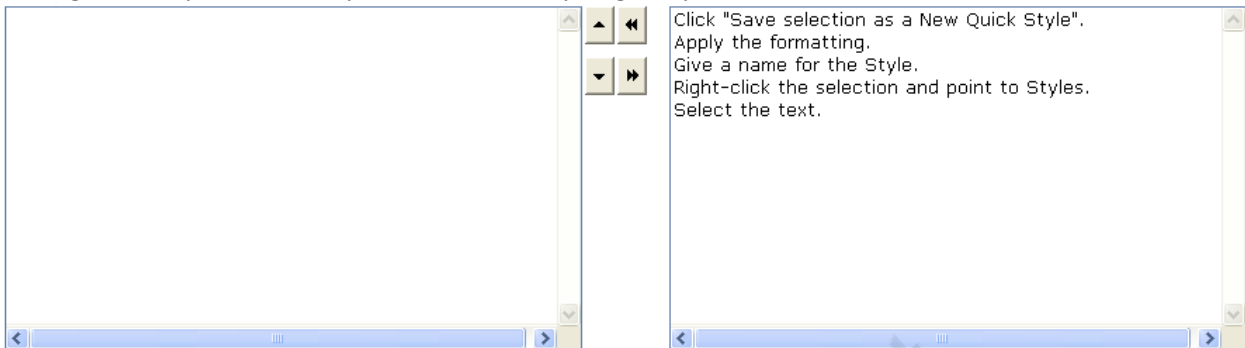 Click "Save selection as a New Quick Style".
Apply the formatting.
Give a name for the Style.
Right-click the selection and point to Styles.
Select the text.